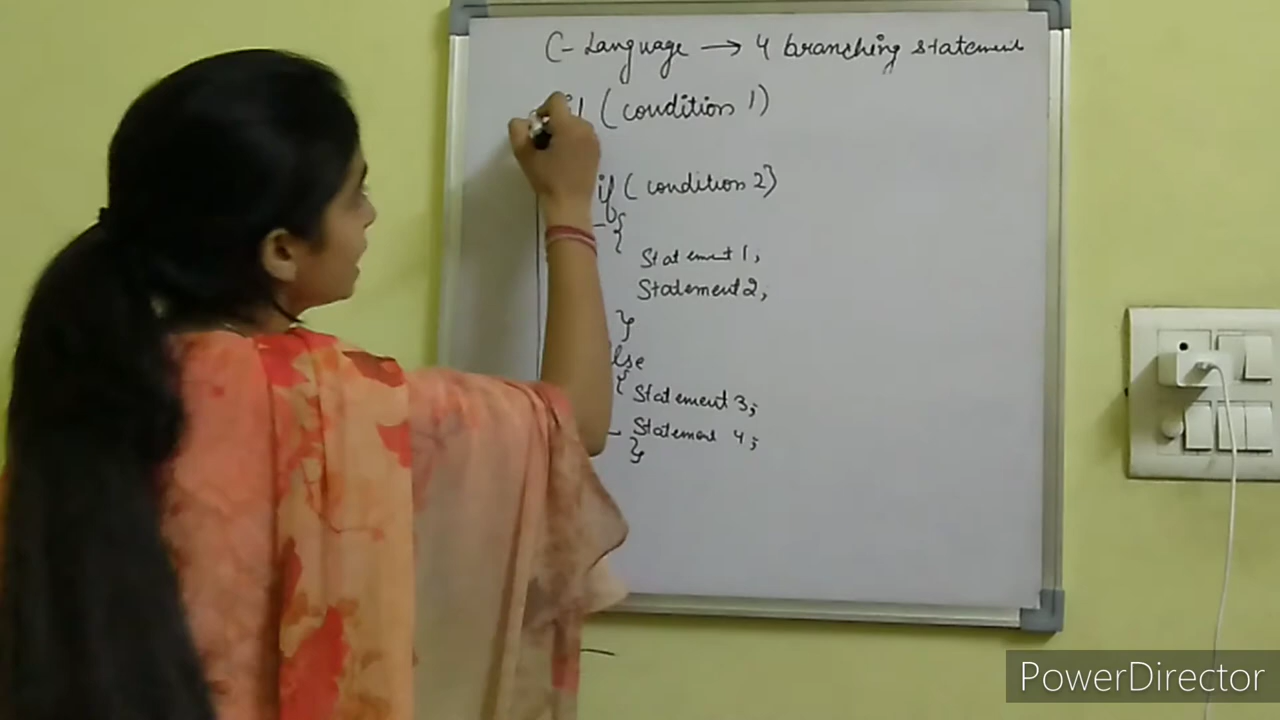 C- Language → 4 branching statement
if (condition 1)
if (condition 2)
{
Statement 1;
Statement 2;
}
lse
{ Statement 3;
Statement 4;
}
PowerDirector